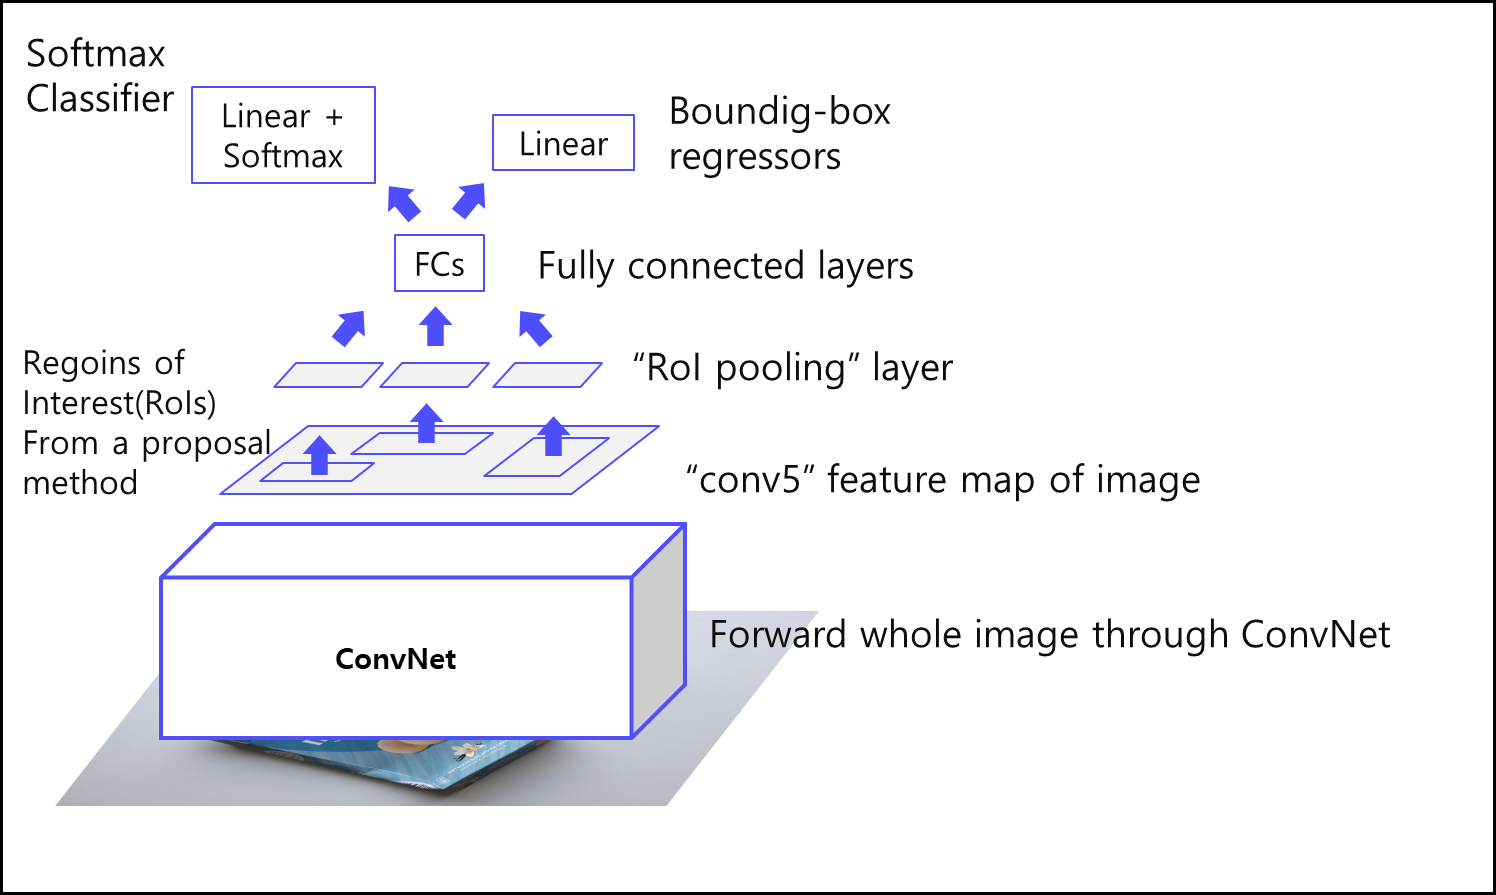 Softmax
Classifier
Linear +
Softmax
Linear
Boundig-box
regressors
FCs
Fully connected layers
Regoins of
Interest(RoIs)
From a proposal
method
“RoI pooling” layer
“conv5” feature map of image
ConvNet
Forward whole image through ConvNet